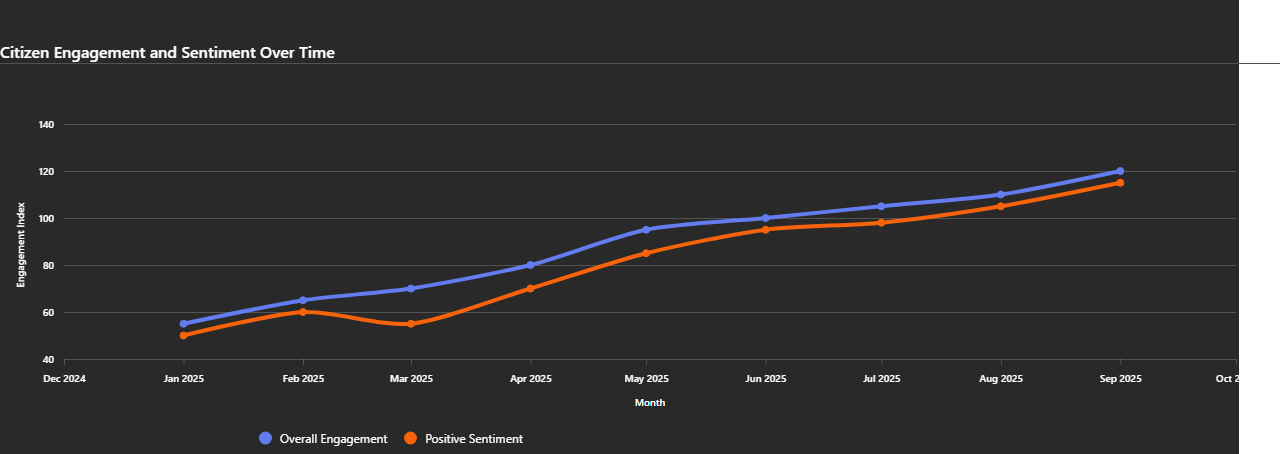 Citizen Engagement and Sentiment Over Time
140
120
100
80
60
40
Engagement Index
Dec 2024 Jan 2025 Feb 2025 Mar 2025 Apr 2025 May 2025 Jun 2025 Jul 2025 Aug 2025 Sep 2025 Oct
Month
Overall Engagement Positive Sentiment